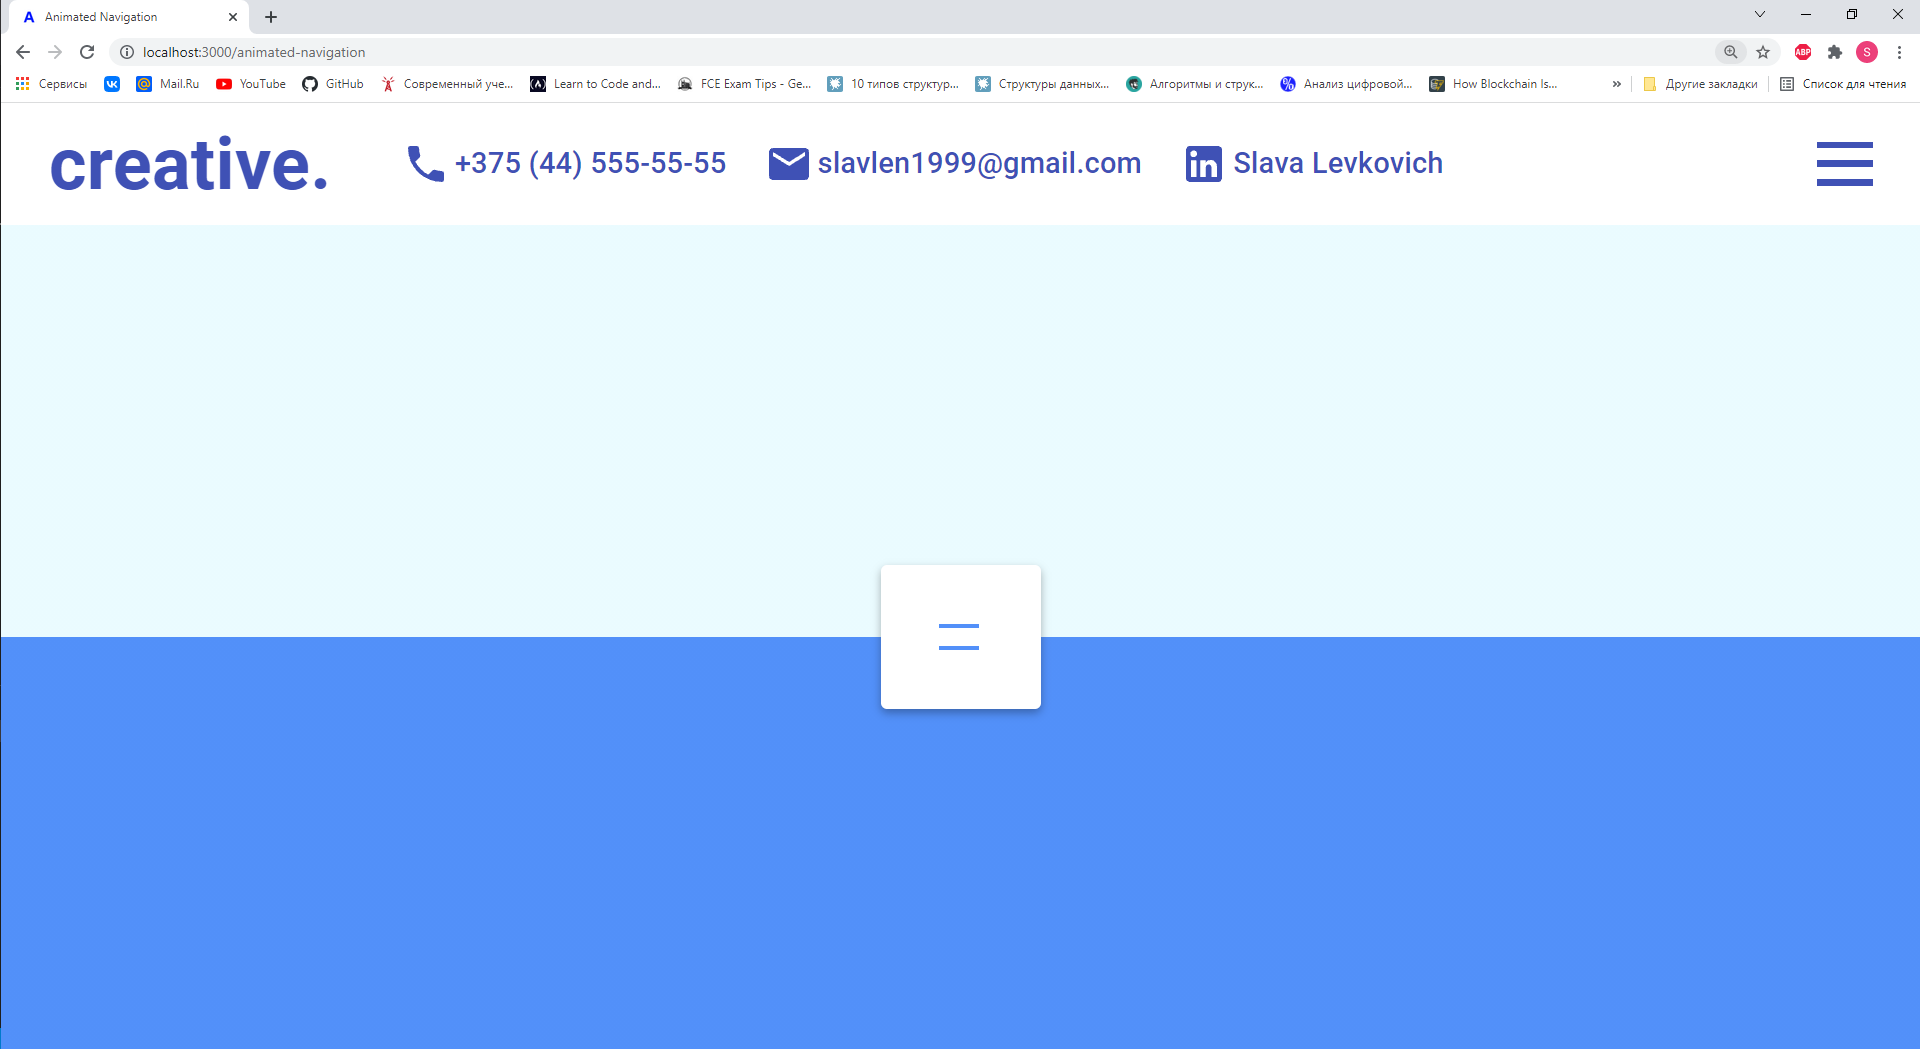 Animated Navigation
localhost:3000/animated-navigation
ABP
S
Сервисы Mail.Ru YouTube GitHub Современный уче... Learn to Code and... FCE Exam Tips - Ge... 10 типов структур... Структуры данных... Алгоритмы и струк... Анализ цифровой... How Blockchain Is... » Другие закладки Список для чтения
creative. +375 (44) 555-55-55 slavlen1999@gmail.com in Slava Levkovich